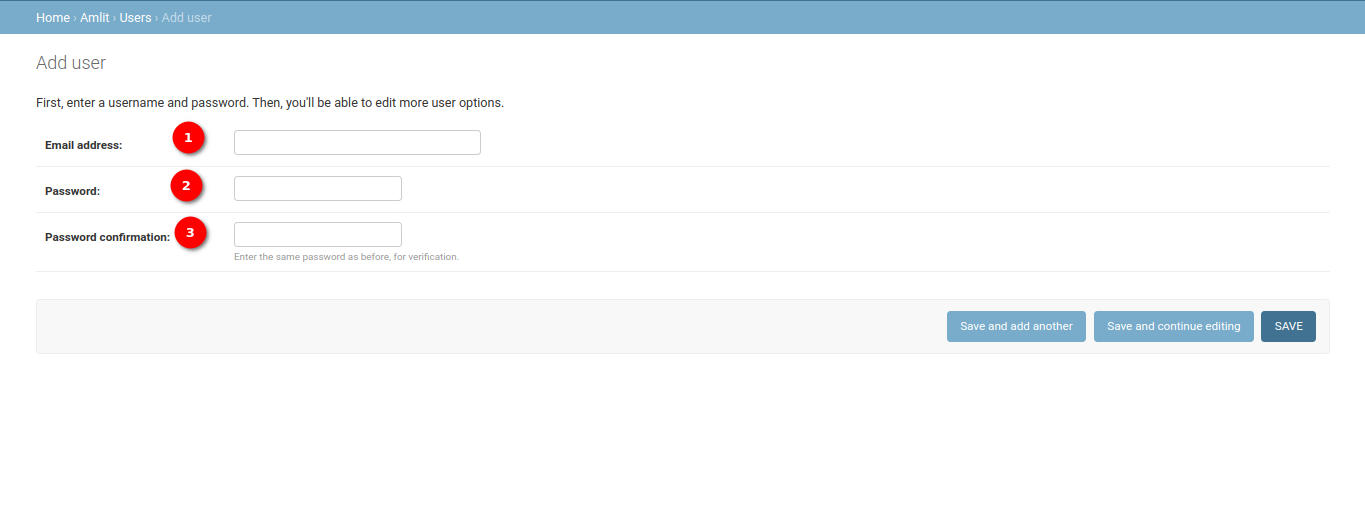 Home › Amlit › Users › Add user
Add user
First, enter a username and password. Then, you'll be able to edit more user options.
Email address: 1
Password: 2
Password confirmation: 3
Enter the same password as before, for verification.
Save and add another Save and continue editing SAVE